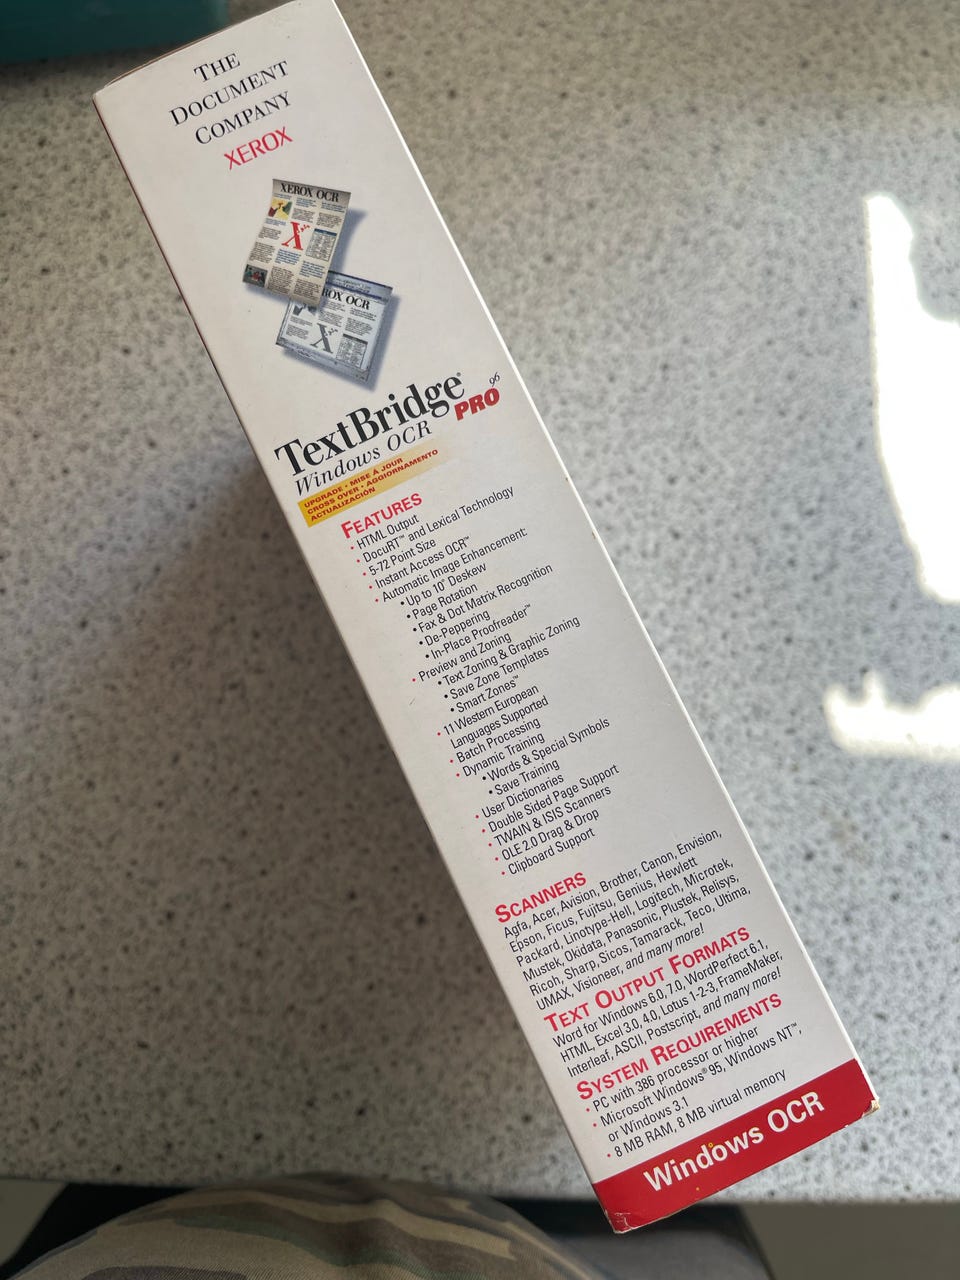 THE
DOCUMENT
COMPANY
XEROX
XEROX OCR
X
ROX OCR
X
TextBridge® PRO 96
Windows OCR
UPGRADE • MISE À JOUR
CROSS OVER • AGGIORNAMENTO
ACTUALIZACIÓN
FEATURES
• HTML Output
• DocuRT™ and Lexical Technology
• 5-72 Point Size
• Instant Access OCR™
• Automatic Image Enhancement:
• Up to 10° Deskew
• Page Rotation
• Fax & Dot Matrix Recognition
• De-Peppering
• In-Place Proofreader™
• Preview and Zoning
• Text Zoning & Graphic Zoning
• Save Zone Templates
• Smart Zones™
• 11 Western European
Languages Supported
• Batch Processing
• Dynamic Training
• Words & Special Symbols
• Save Training
• User Dictionaries
• Double Sided Page Support
• TWAIN & ISIS Scanners
• OLE 2.0 Drag & Drop
• Clipboard Support
SCANNERS
Agfa, Acer, Avision, Brother, Canon, Envision,
Epson, Ficus, Fujitsu, Genius, Hewlett
Packard, Linotype-Hell, Logitech, Microtek,
Mustek, Okidata, Panasonic, Plustek, Relisys,
Ricoh, Sharp, Sicos, Tamarack, Teco, Ultima,
UMAX, Visioneer, and many more!
TEXT OUTPUT FORMATS
Word for Windows 6.0, 7.0, WordPerfect 6.1,
HTML, Excel 3.0, 4.0, Lotus 1-2-3, FrameMaker,
Interleaf, ASCII, Postscript, and many more!
SYSTEM REQUIREMENTS
• PC with 386 processor or higher
• Microsoft Windows® 95, Windows NT™,
or Windows 3.1
• 8 MB RAM, 8 MB virtual memory
Windows OCR